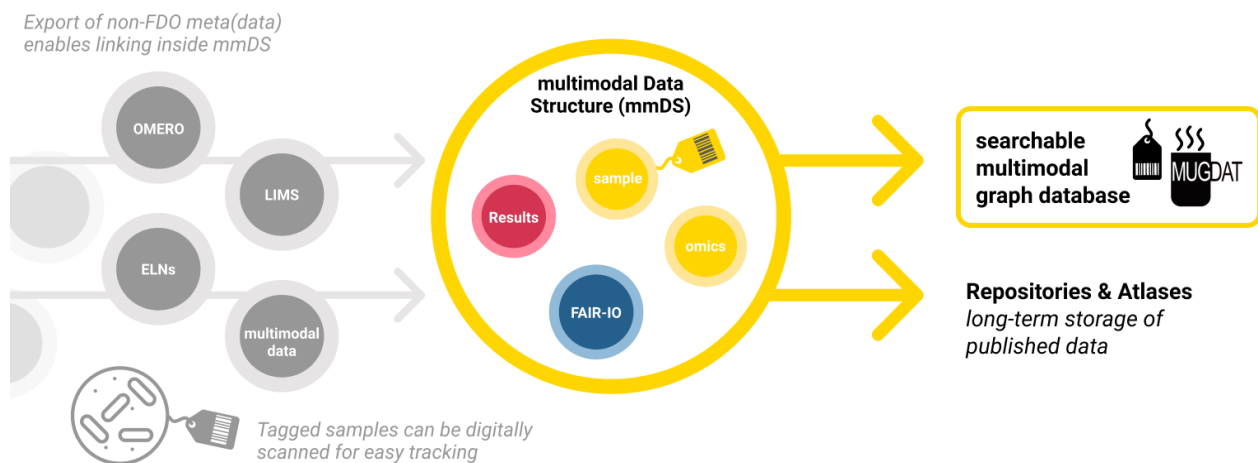 Export of non-FDO meta(data)
enables linking inside mmDS
OMERO
LIMS
ELNs
multimodal
data
Tagged samples can be digitally
scanned for easy tracking
multimodal Data
Structure (mmDS)
sample
Results
omics
FAIR-IO
searchable
multimodal
graph database
MUGDAT
Repositories & Atlases
long-term storage of
published data